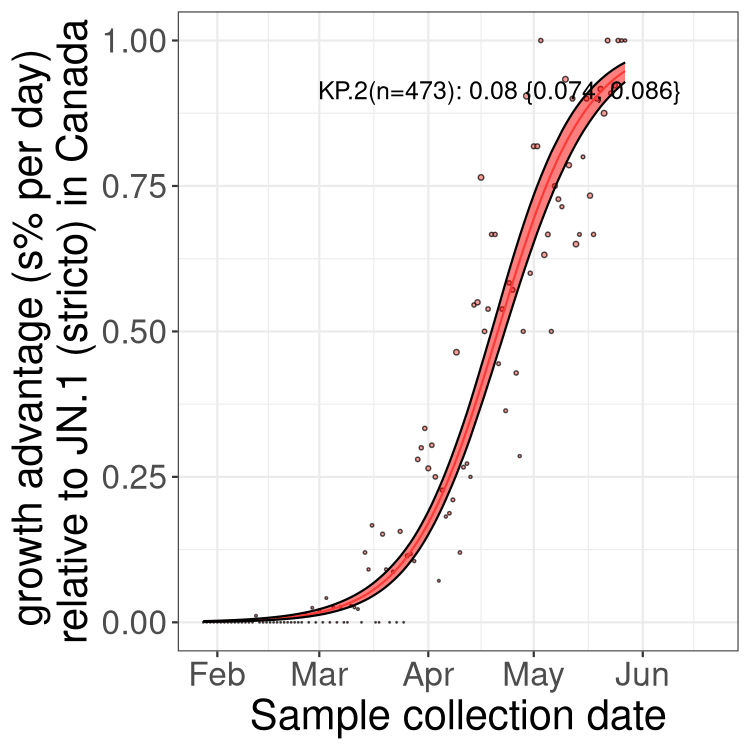 growth advantage (s% per day)
relative to JN.1 (stricto) in Canada
1.00
0.75
0.50
0.25
0.00
KP.2(n=473): 0.08 {0.074, 0.086}
Feb Mar Apr May Jun
Sample collection date